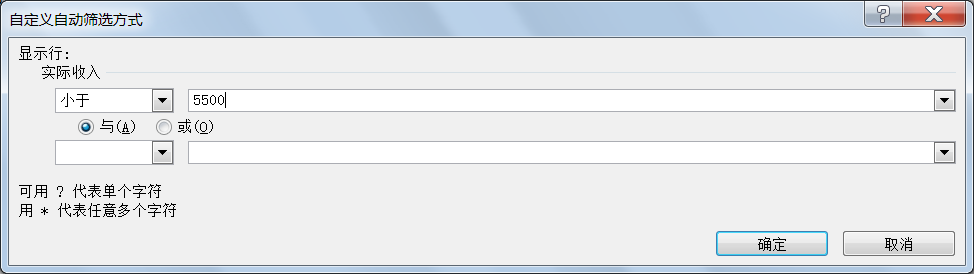 自定义自动筛选方式
显示行:
实际收入
小于 5500
与(A) 或(O)
可用 ? 代表单个字符
用 * 代表任意多个字符
确定 取消